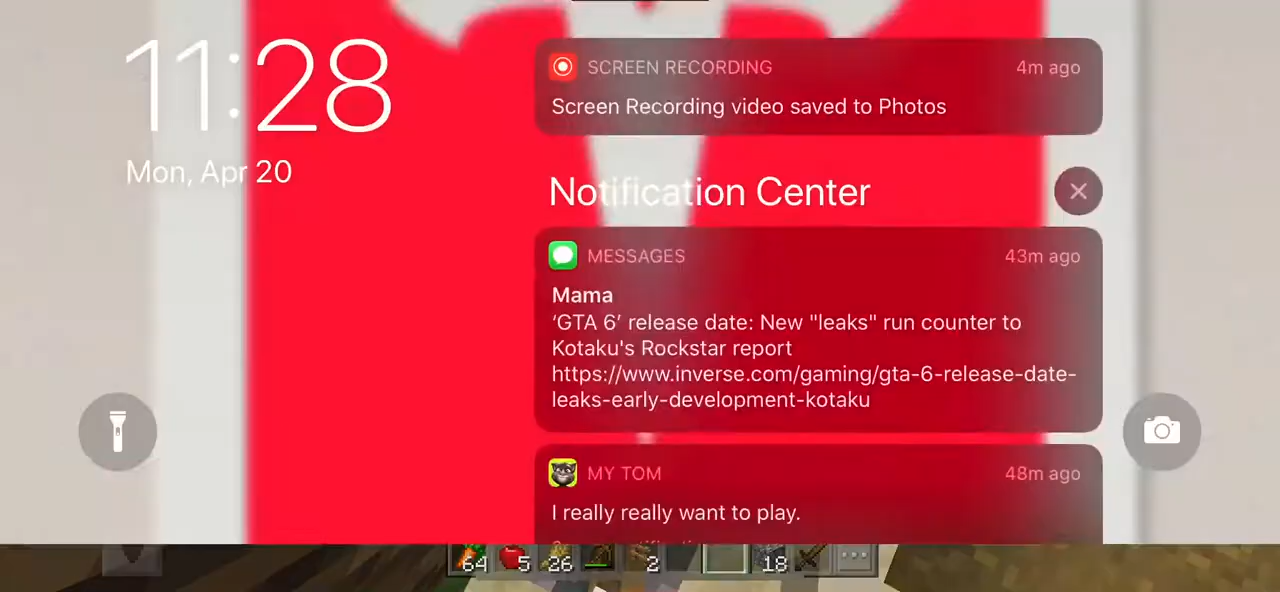 11:28
Mon, Apr 20
SCREEN RECORDING
4m ago
Screen Recording video saved to Photos
Notification Center
MESSAGES
43m ago
Mama
‘GTA 6’ release date: New "leaks" run counter to
Kotaku's Rockstar report
https://www.inverse.com/gaming/gta-6-release-date-
leaks-early-development-kotaku
MY TOM
48m ago
I really really want to play.
64 5 26 2 18